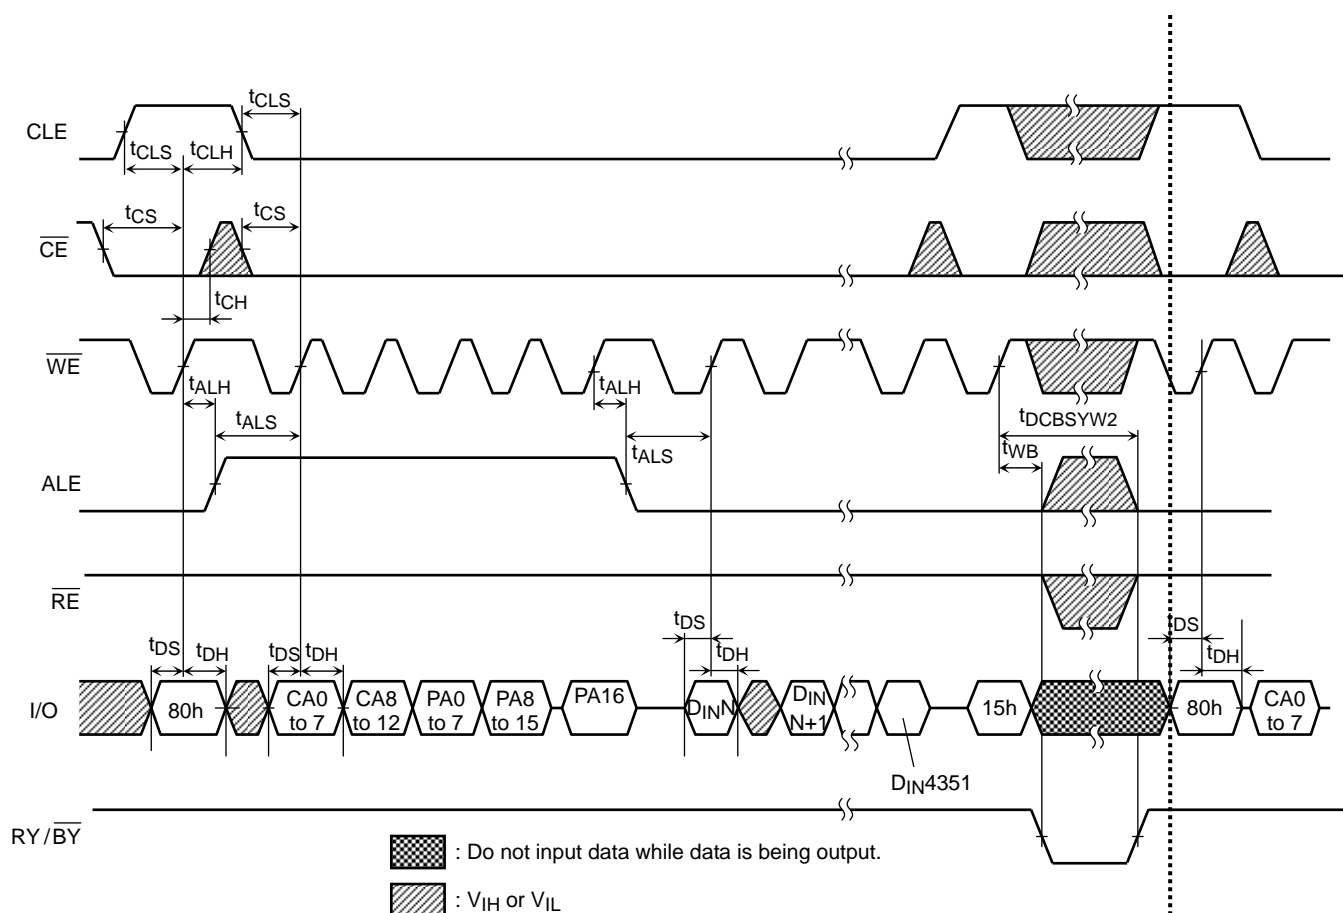 tCLS
CLE
tCLS tCLH
tCS tCS
CE
tCH
WE
tALH tALH
tALS tALS
tDCBSYW2
tWB
ALE
RE
tDS tDH tDS tDH tDS tDH DS tDH
I/O
80h
CA0 to 7
CA8 to 12
PA0 to 7
PA8 to 15
PA16
DINN
DIN N+1
15h
80h
CA0 to 7
DIN4351
RY/BY
: Do not input data while data is being output.
: VIH or VIL